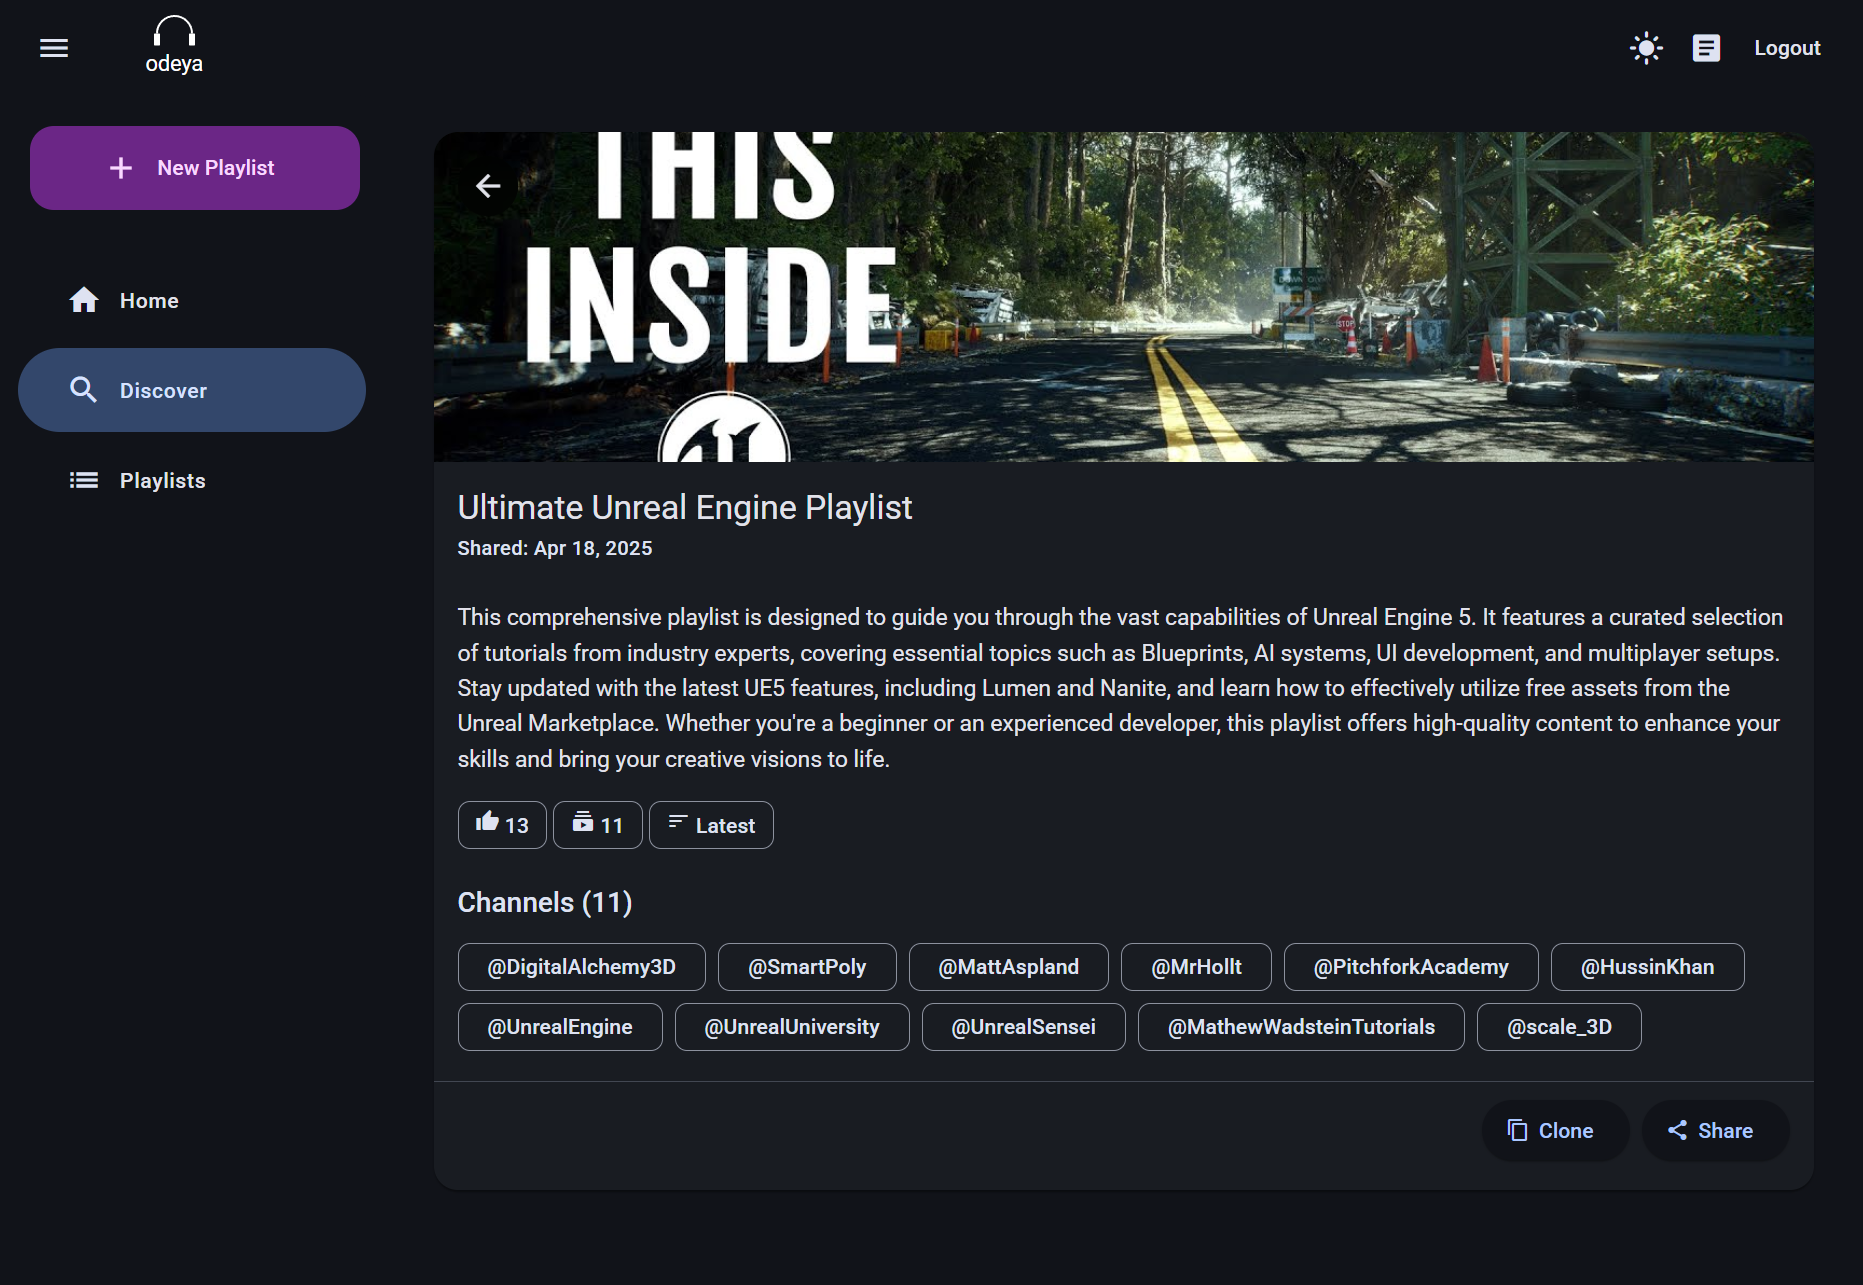 odeya
Logout
New Playlist
Home
Discover
Playlists
THIS
INSIDE
STOP
Ultimate Unreal Engine Playlist
Shared: Apr 18, 2025
This comprehensive playlist is designed to guide you through the vast capabilities of Unreal Engine 5. It features a curated selection
of tutorials from industry experts, covering essential topics such as Blueprints, AI systems, UI development, and multiplayer setups.
Stay updated with the latest UE5 features, including Lumen and Nanite, and learn how to effectively utilize free assets from the
Unreal Marketplace. Whether you're a beginner or an experienced developer, this playlist offers high-quality content to enhance your
skills and bring your creative visions to life.
13
11
Latest
Channels (11)
@DigitalAlchemy3D @SmartPoly @MattAspland @MrHollt @PitchforkAcademy @HussinKhan
@UnrealEngine @UnrealUniversity @UnrealSensei @MathewWadsteinTutorials @scale_3D
Clone
Share